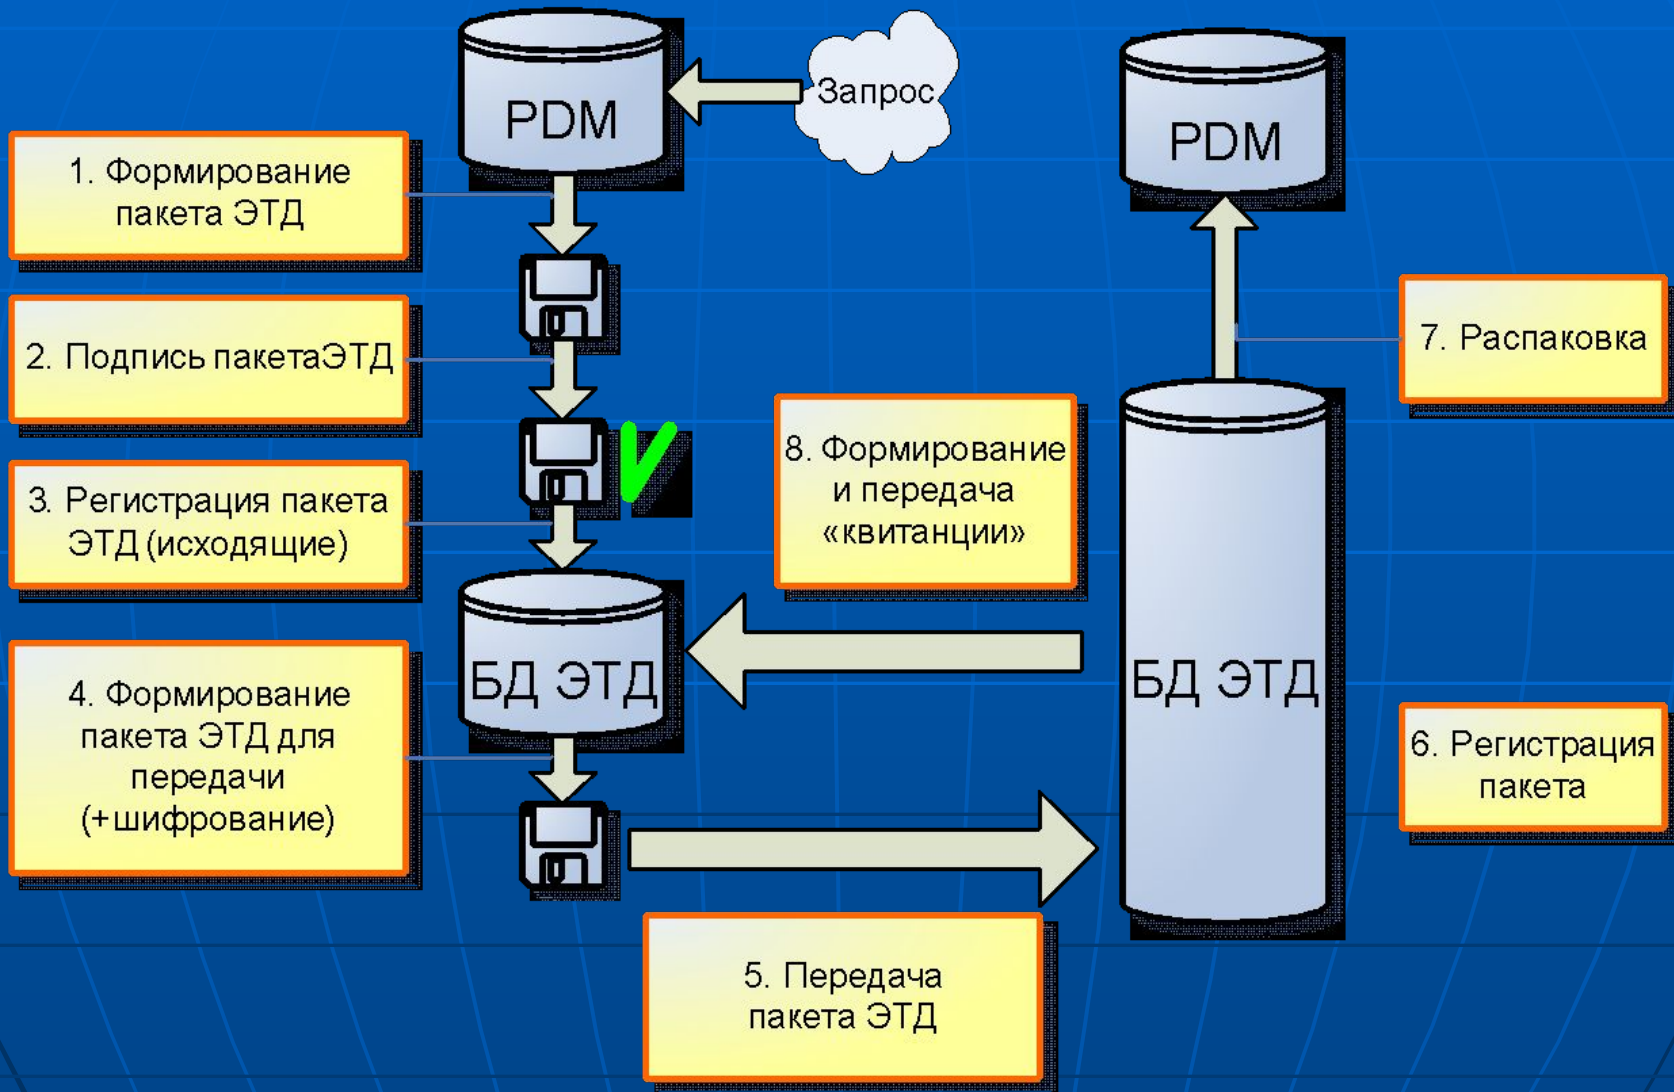 PDM
Запрос
PDM
1. Формирование
пакета ЭТД
2. Подпись пакетаЭТД
3. Регистрация пакета
ЭТД (исходящие)
БД ЭТД
4. Формирование
пакета ЭТД для
передачи
(+шифрование)
5. Передача
пакета ЭТД
БД ЭТД
6. Регистрация
пакета
7. Распаковка
8. Формирование
и передача
«квитанции»